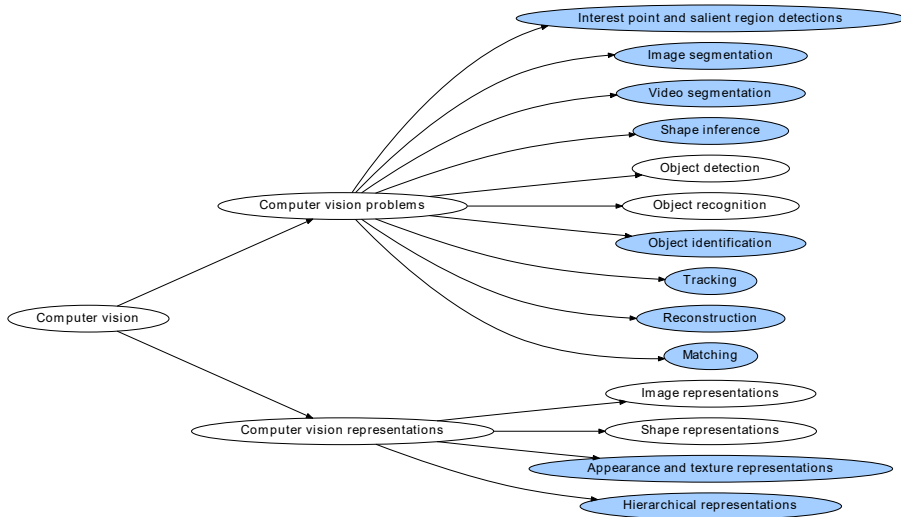 Interest point and salient region detections
Image segmentation
Video segmentation
Shape inference
Object detection
Computer vision problems
Object recognition
Object identification
Tracking
Computer vision
Reconstruction
Matching
Image representations
Computer vision representations
Shape representations
Appearance and texture representations
Hierarchical representations